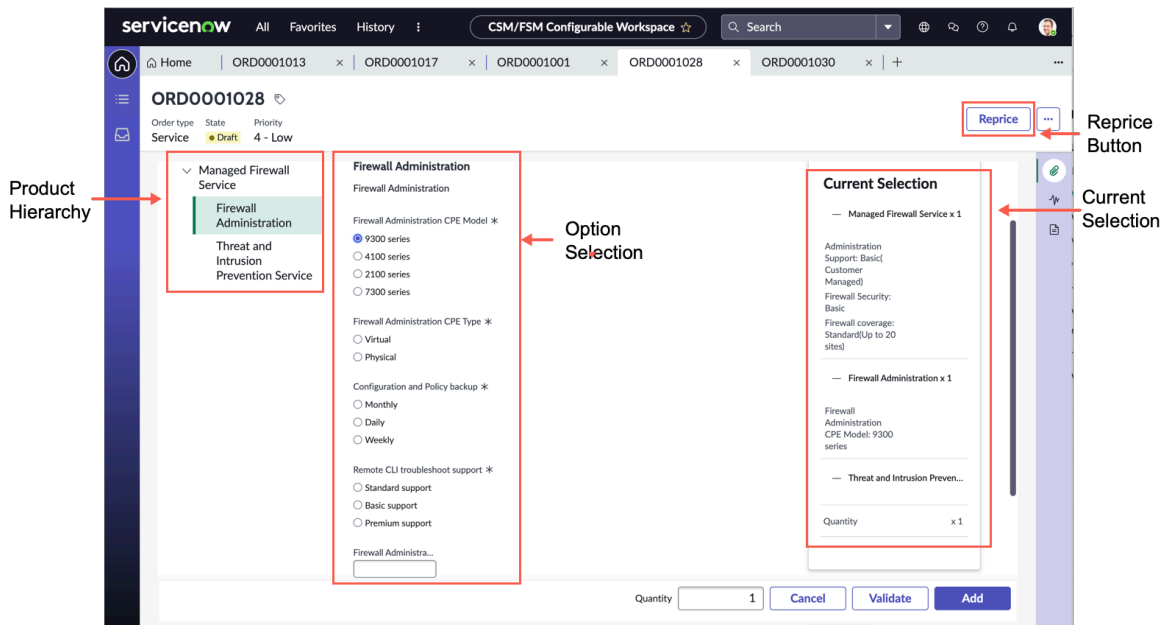 servicenow All Favorites History CSM/FSM Configurable Workspace Search
Home ORD0001013 ORD0001017 ORD0001001 ORD0001028 ORD0001030
ORD0001028
Order type State Priority
Service Draft 4 - Low
Reprice
Reprice
Button
Product
Hierarchy
Managed Firewall
Service
Firewall
Administration
Threat and
Intrusion
Prevention Service
Firewall Administration
Firewall Administration
Firewall Administration CPE Model *
9300 series
4100 series
2100 series
7300 series
Firewall Administration CPE Type *
Virtual
Physical
Configuration and Policy backup *
Monthly
Daily
Weekly
Remote CLI troubleshoot support *
Standard support
Basic support
Premium support
Firewall Administra...
Option
Selection
Current Selection
— Managed Firewall Service x 1
Administration
Support: Basic(
Customer
Managed)
Firewall Security:
Basic
Firewall coverage:
Standard(Up to 20
sites)
— Firewall Administration x 1
Firewall
Administration
CPE Model: 9300
series
— Threat and Intrusion Preven...
Quantity x 1
Current
Selection
Quantity 1 Cancel Validate Add